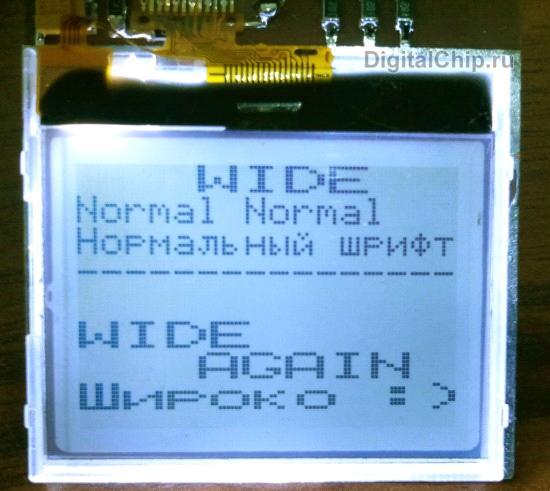 DigitalChip.ru
WIDE
Normal Normal
Нормальный шрифт
----------------
WIDE
AGAIN
Широко :)